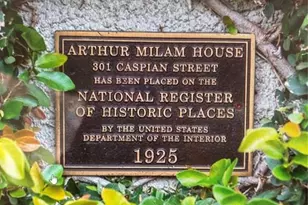 ARTHUR MILAM HOUSE
301 CASPIAN STREET
HAS BEEN PLACED ON THE
NATIONAL REGISTER
OF HISTORIC PLACES
BY THE UNITED STATES
DEPARTMENT OF THE INTERIOR
1925